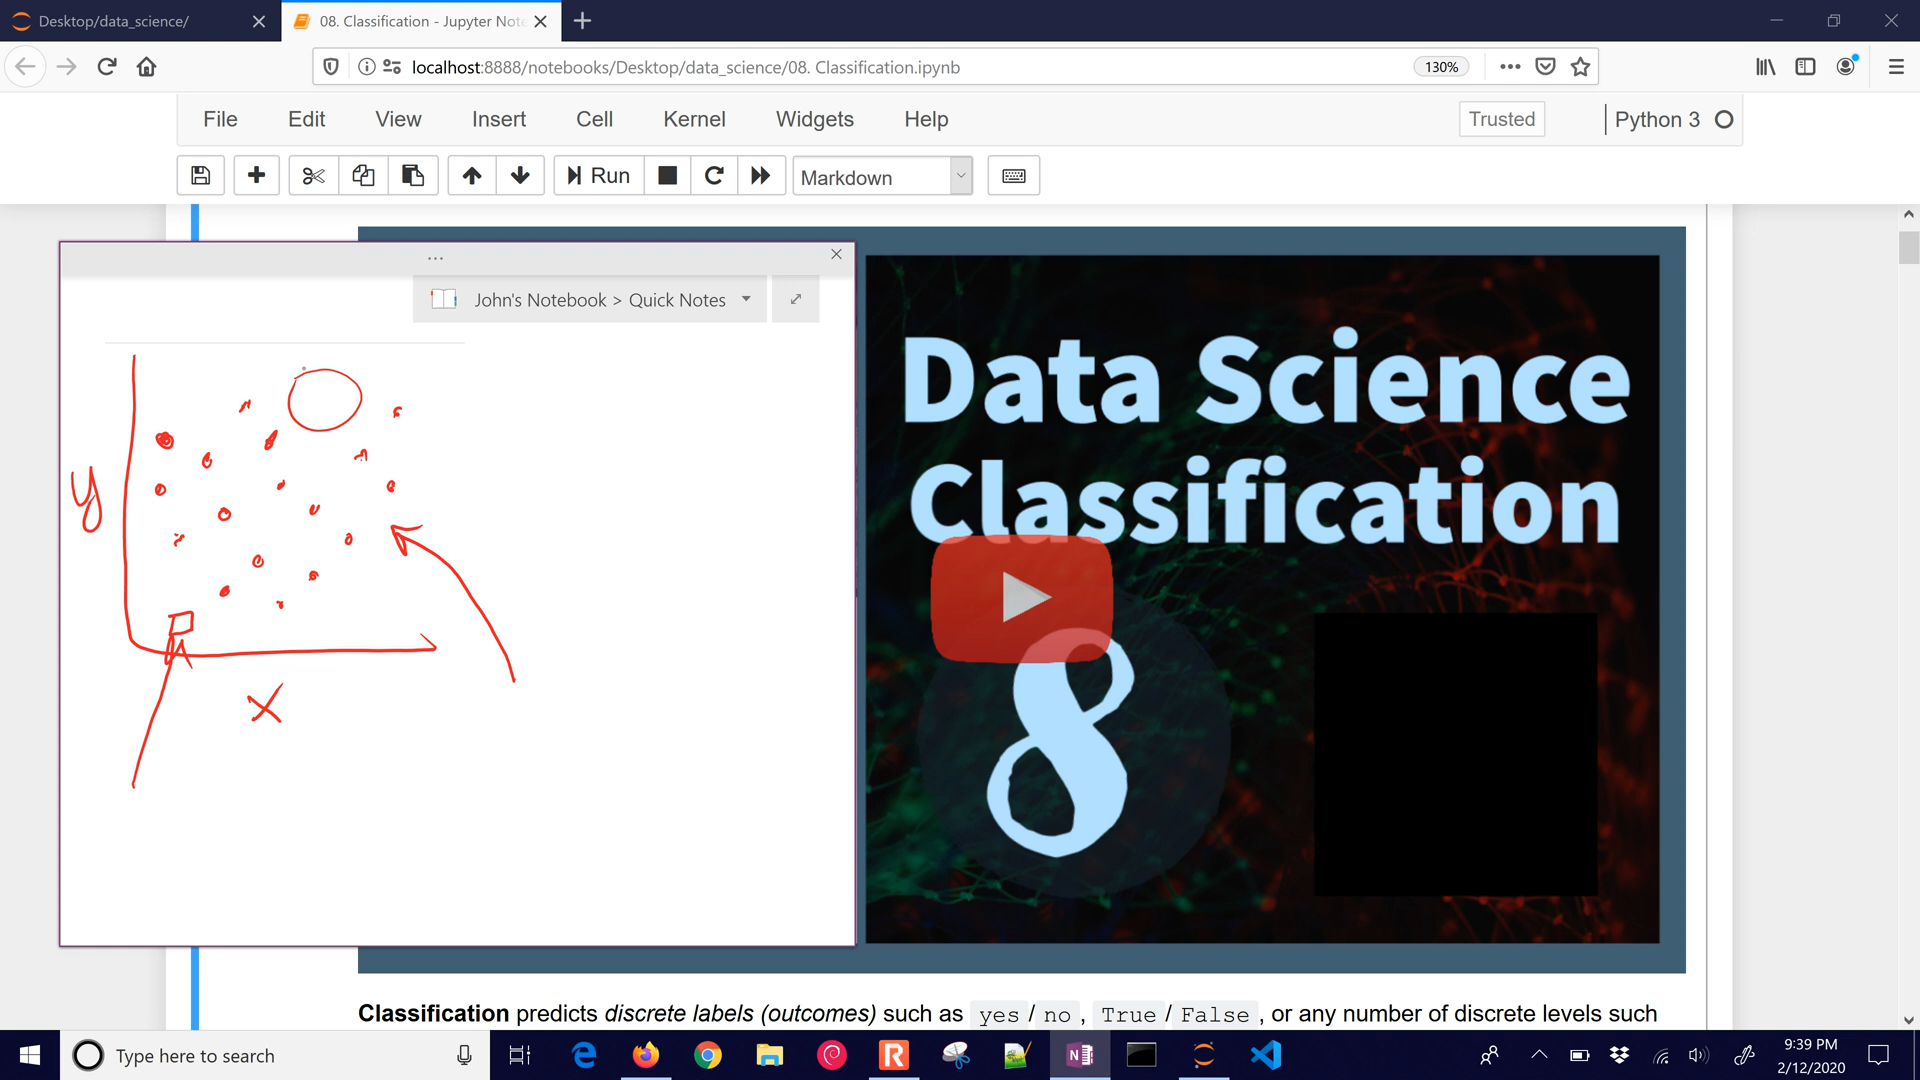 Desktop/data_science/
08. Classification - Jupyter Note
localhost:8888/notebooks/Desktop/data_science/08. Classification.ipynb
130%
File Edit View Insert Cell Kernel Widgets Help
Trusted
Python 3
Run
Markdown
John's Notebook > Quick Notes
y
x
Data Science
Classification
8
Classification predicts discrete labels (outcomes) such as yes / no , True / False , or any number of discrete levels such
Type here to search
9:39 PM
2/12/2020